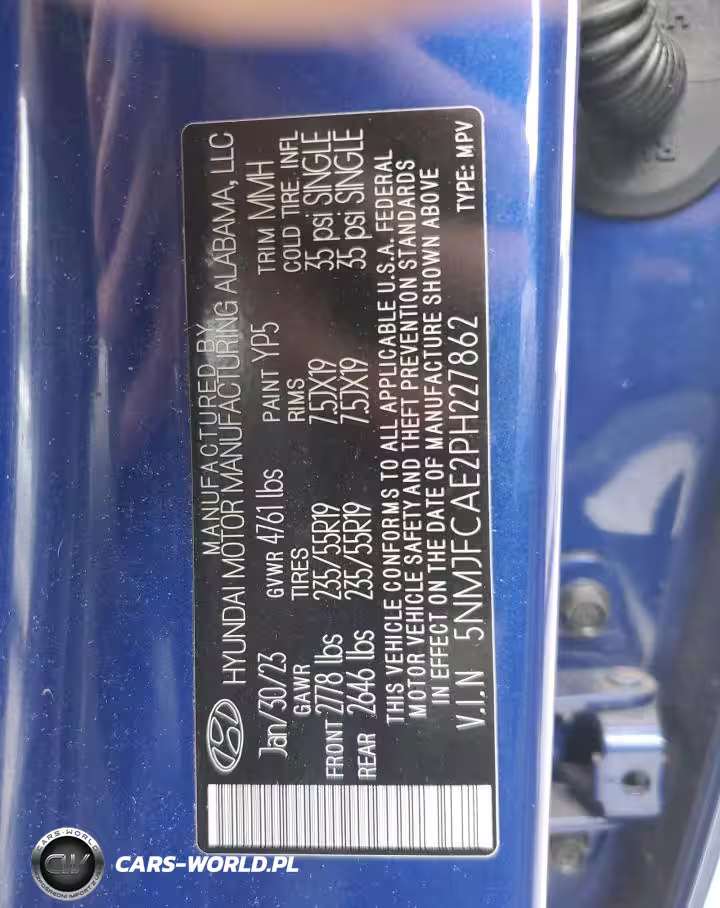 MANUFACTURED BY
HYUNDAI MOTOR MANUFACTURING ALABAMA, LLC
Jan/30/23 GVWR 4761 lbs PAINT YP5 TRIM MMH
GAWR TIRES RIMS COLD TIRE. INFL
FRONT 2778 lbs 235/55R19 7.5JX19 35 psi SINGLE
REAR 2646 lbs 235/55R19 7.5JX19 35 psi SINGLE
THIS VEHICLE CONFORMS TO ALL APPLICABLE U.S.A. FEDERAL
MOTOR VEHICLE SAFETY AND THEFT PREVENTION STANDARDS
IN EFFECT ON THE DATE OF MANUFACTURE SHOWN ABOVE
V.I.N 5NMJFCAE2PH227862 TYPE: MPV
CARS-WORLD
CW
CARS-WORLD.PL